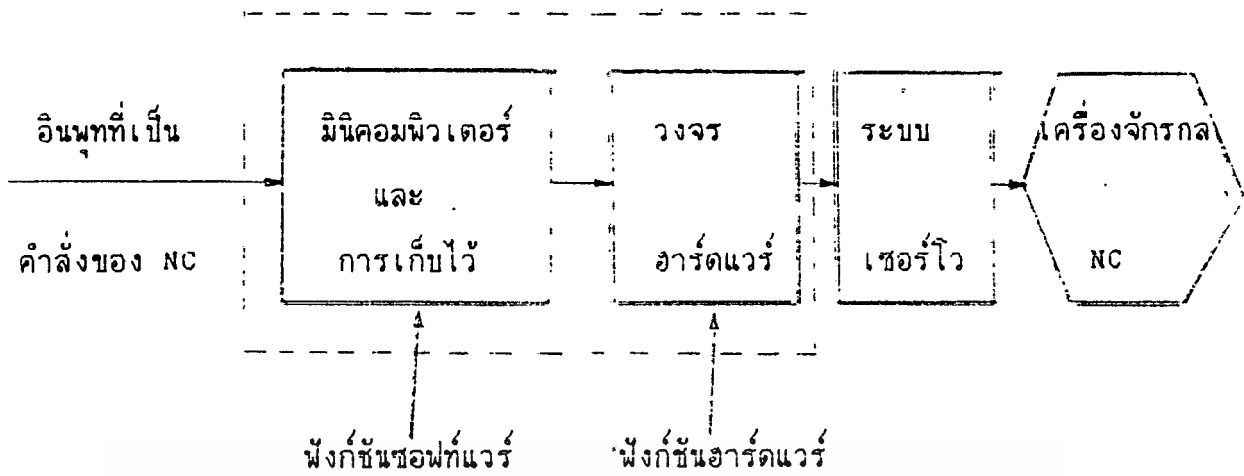 อินพุทที่เป็น
คำสั่งของ NC
มินิคอมพิวเตอร์
และ
การเก็บไว้
วงจร
ฮาร์ดแวร์
ระบบ
เซอร์โว
เครื่องจักรกล
NC
ฟังก์ชันซอฟท์แวร์
ฟังก์ชันฮาร์ดแวร์